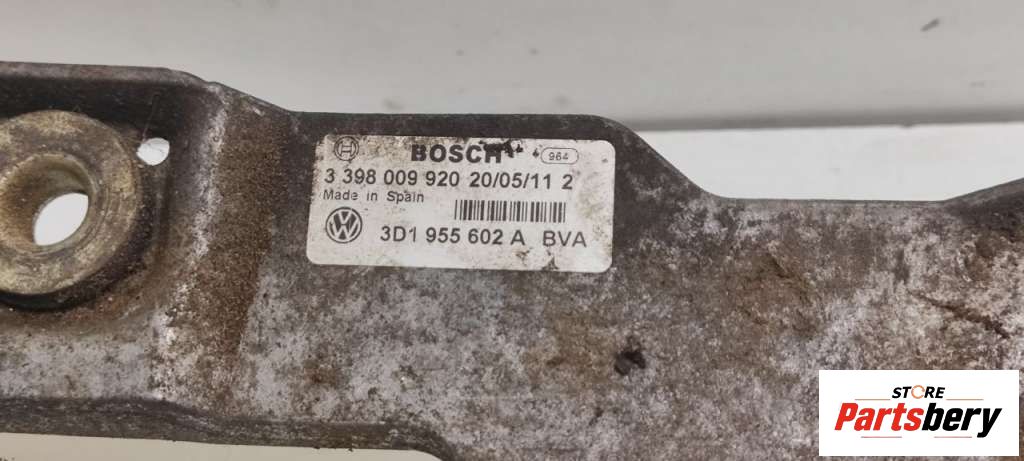 BOSCH 964
3 398 009 920 20/05/11 2
Made in Spain
3D1 955 602 A BVA
STORE
Partsbery